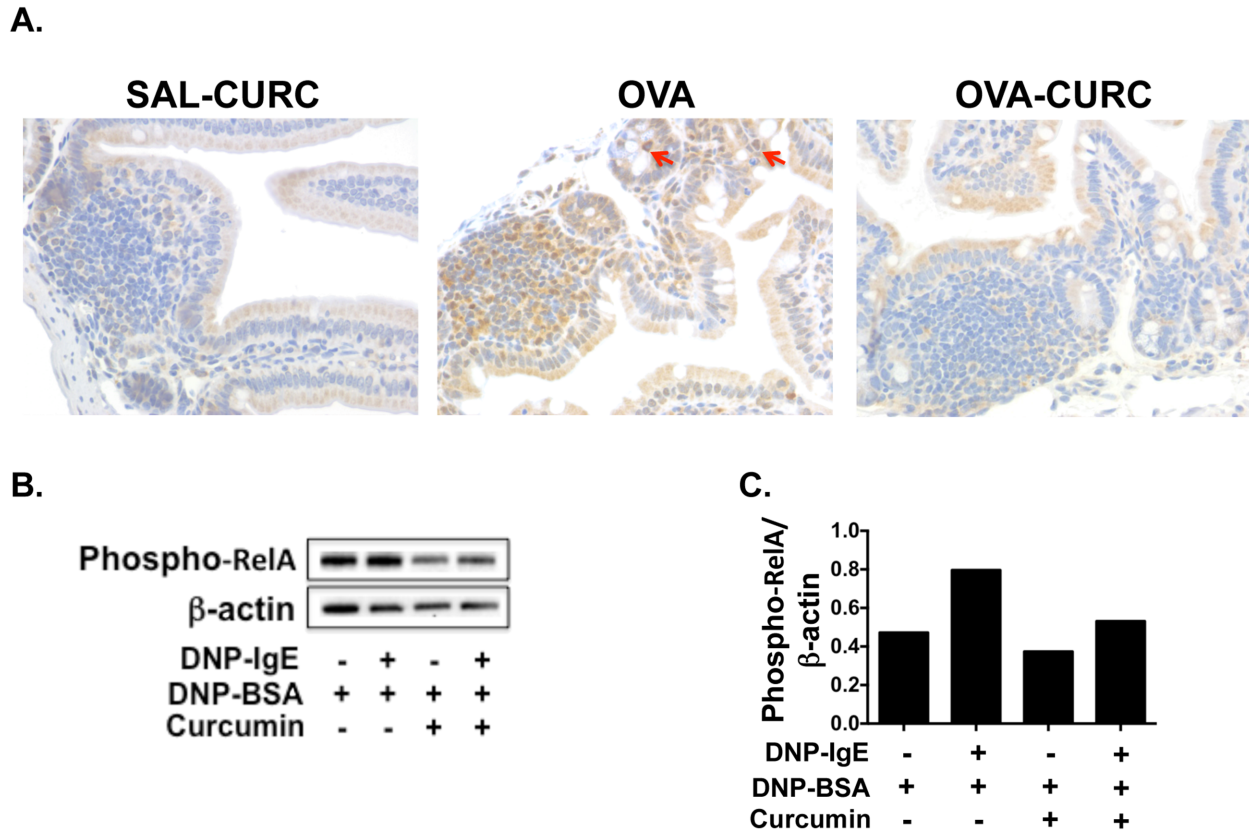 A.
SAL-CURC
OVA
OVA-CURC
B.
Phospho-RelA
β-actin
DNP-IgE - + - +
DNP-BSA + + + +
Curcumin - - + +
C.
Phospho-RelA/
β-actin
1.0
0.8
0.6
0.4
0.2
0.0
DNP-IgE - + - +
DNP-BSA + + + +
Curcumin - - + +